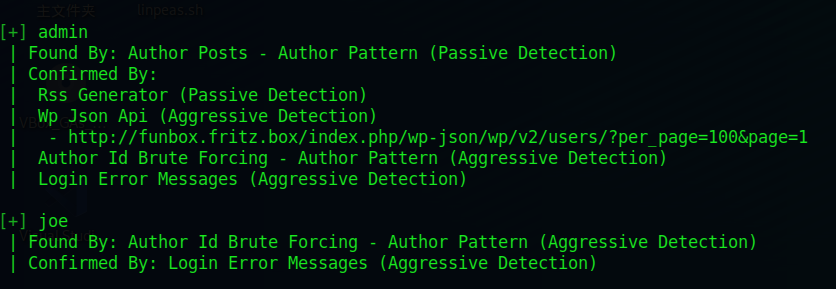 主文件夹 linpeas.sh
[+] admin
| Found By: Author Posts - Author Pattern (Passive Detection)
| Confirmed By:
|  Rss Generator (Passive Detection)
|  Wp Json Api (Aggressive Detection)
|   - http://funbox.fritz.box/index.php/wp-json/wp/v2/users/?per_page=100&page=1
|  Author Id Brute Forcing - Author Pattern (Aggressive Detection)
|  Login Error Messages (Aggressive Detection)
[+] joe
| Found By: Author Id Brute Forcing - Author Pattern (Aggressive Detection)
| Confirmed By: Login Error Messages (Aggressive Detection)